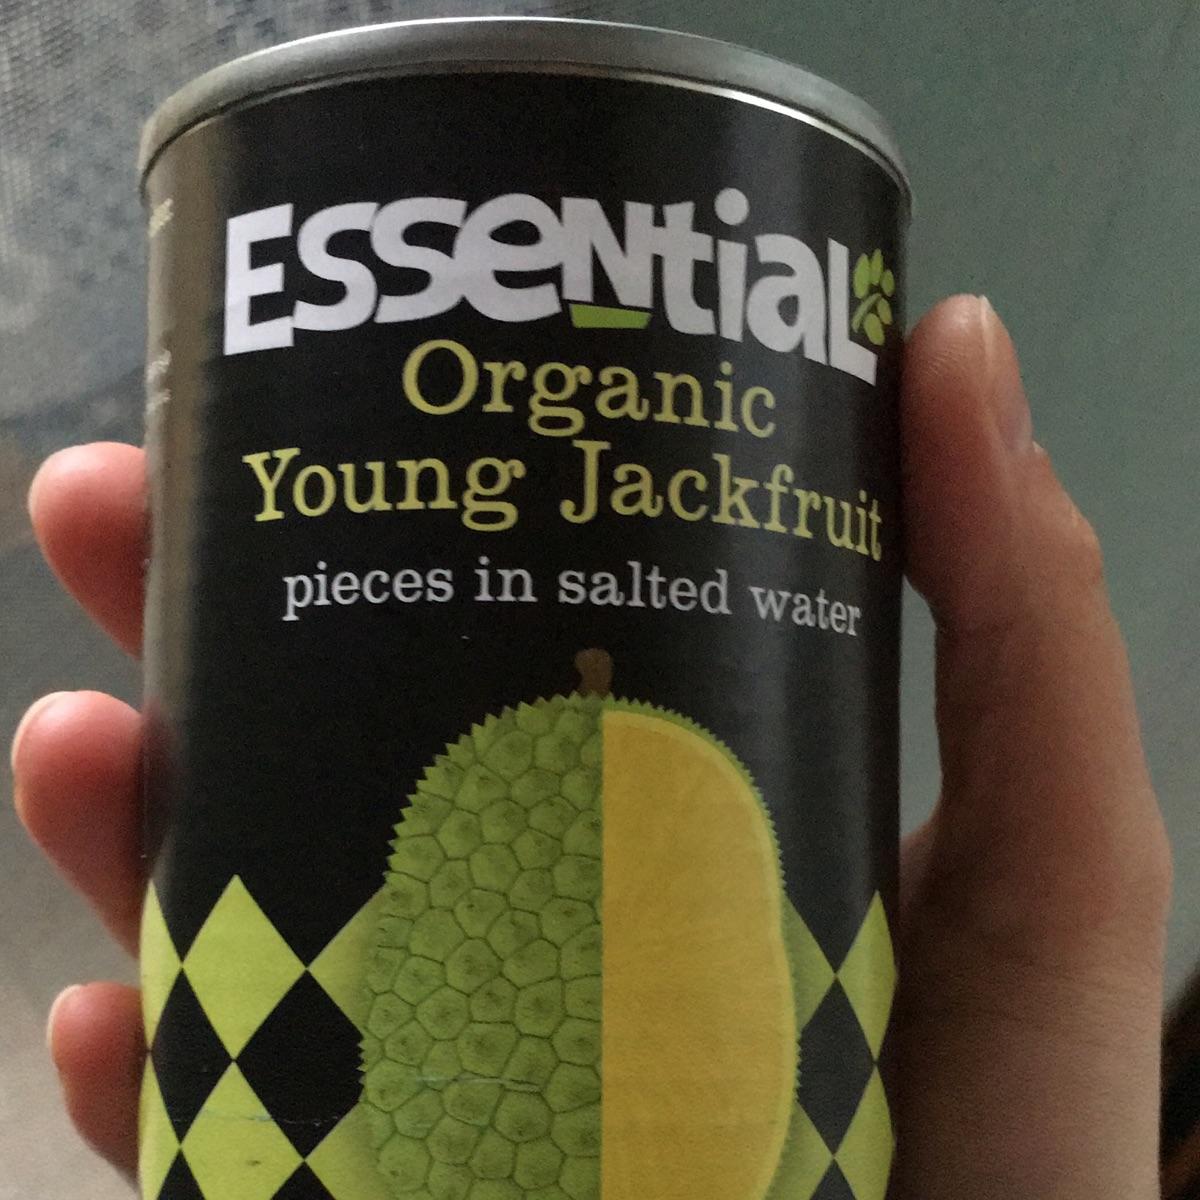 Essential
Organic
Young Jackfruit
pieces in salted water